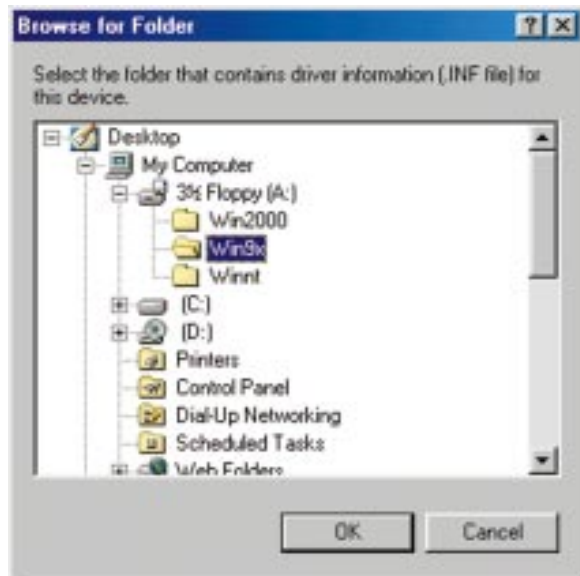 Browse for Folder
Select the folder that contains driver information (.INF file) for
this device.
Desktop
My Computer
3½ Floppy (A:)
Win2000
Win9x
Winnt
(C:)
(D:)
Printers
Control Panel
Dial-Up Networking
Scheduled Tasks
Web Folders
OK
Cancel